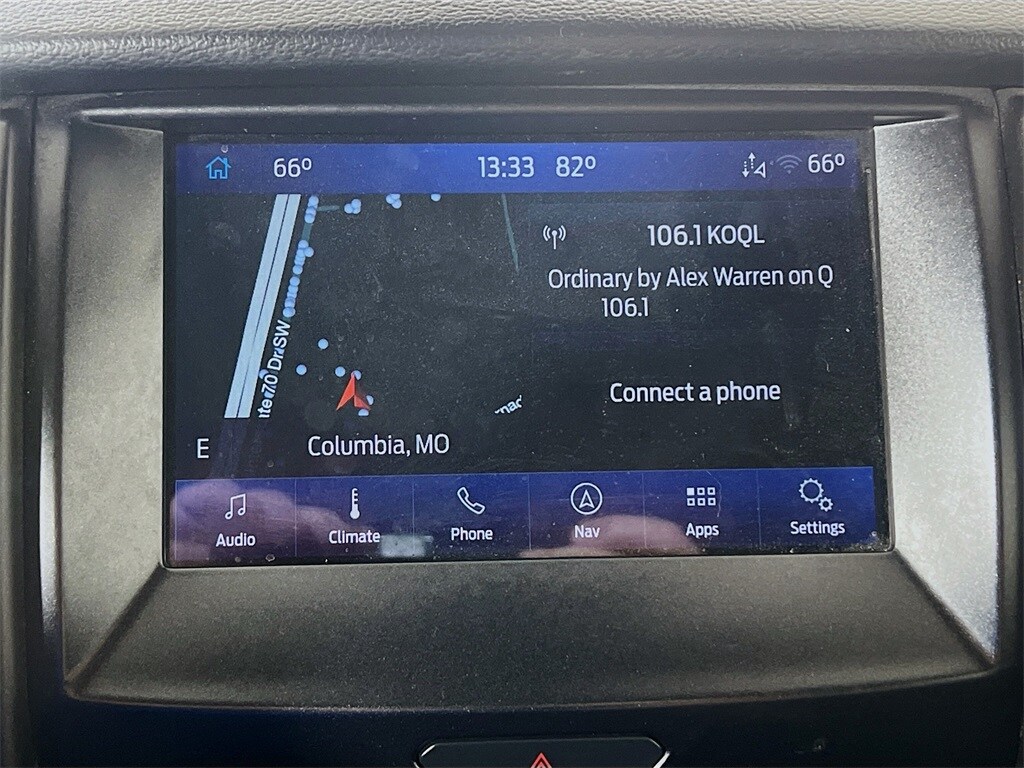 66° 13:33 82° 66°
106.1 KOQL
Ordinary by Alex Warren on Q
106.1
Connect a phone
E
Columbia, MO
Audio Climate Phone Nav Apps Settings